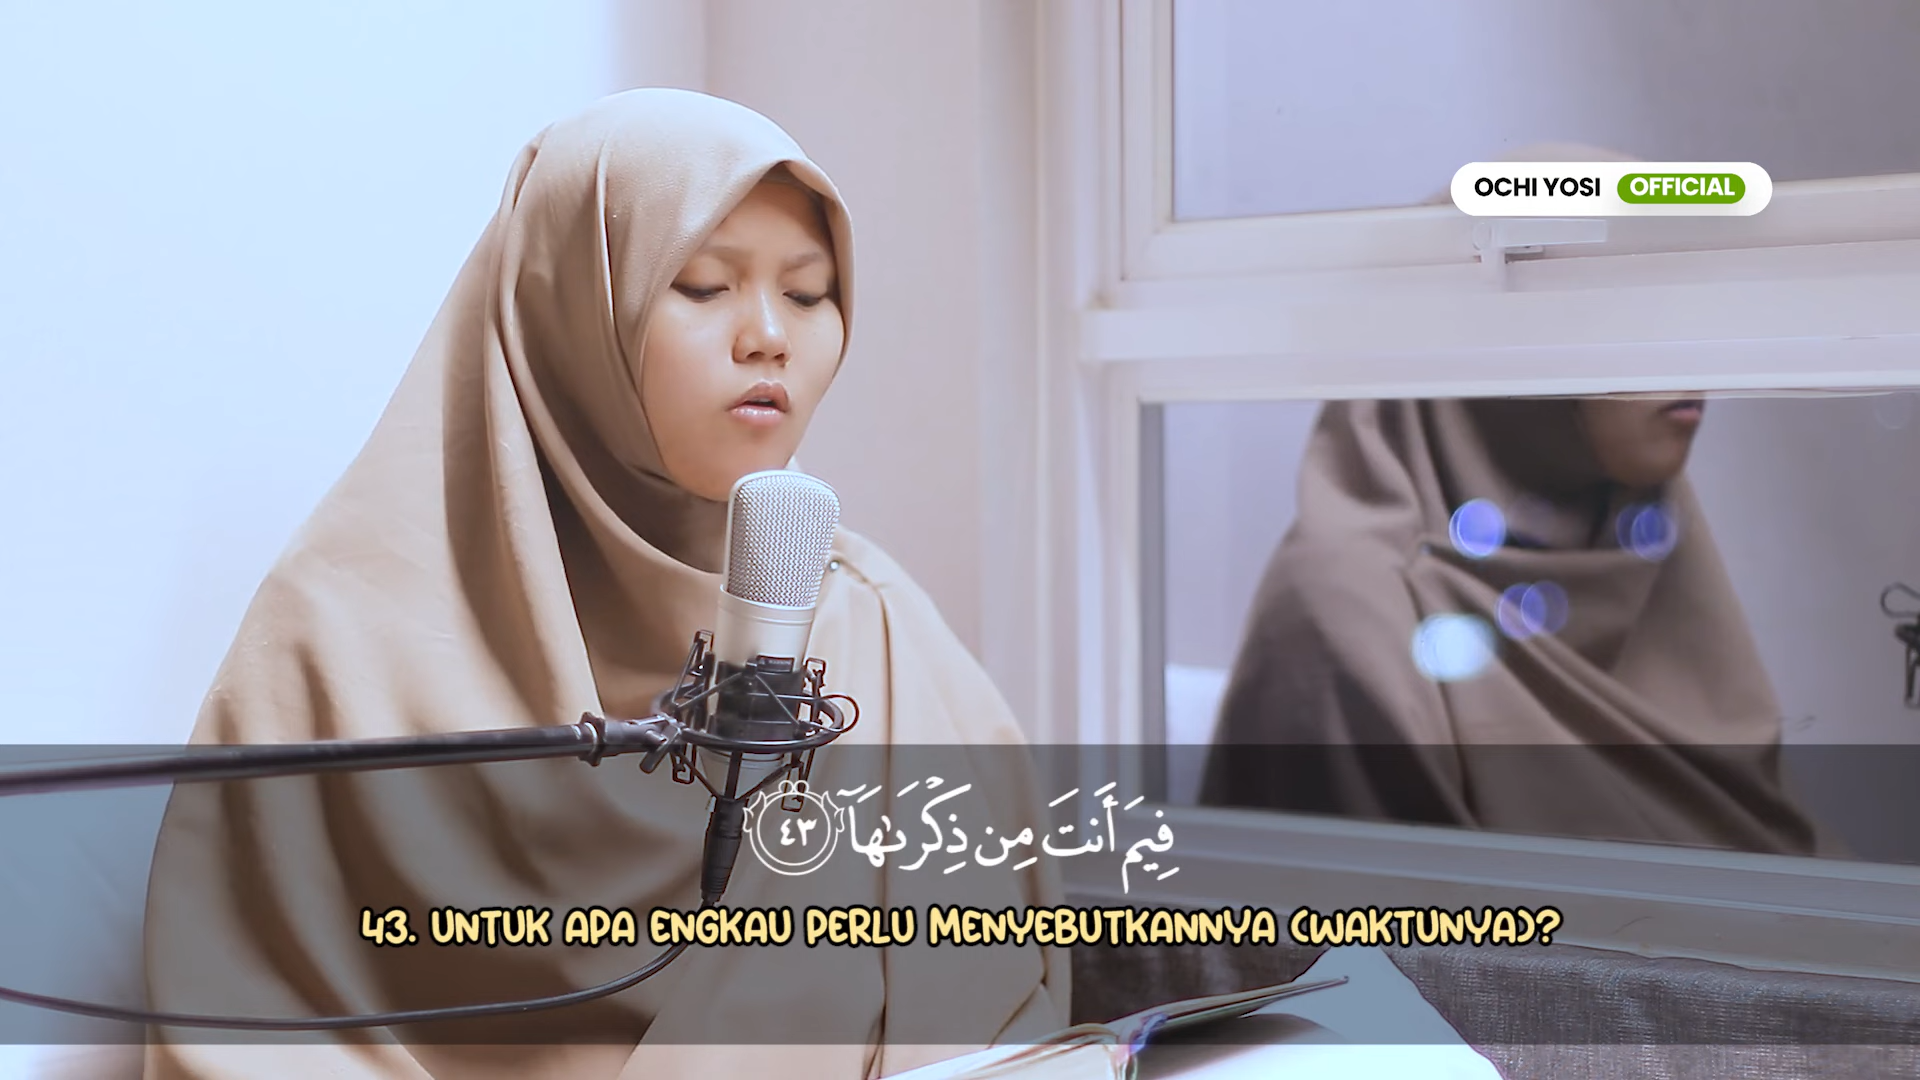 OCHI YOSI OFFICIAL
فِيمَ أَنتَ مِن ذِكْرَىٰهَآ ٤٣
43. UNTUK APA ENGKAU PERLU MENYEBUTKANNYA (WAKTUNYA)?